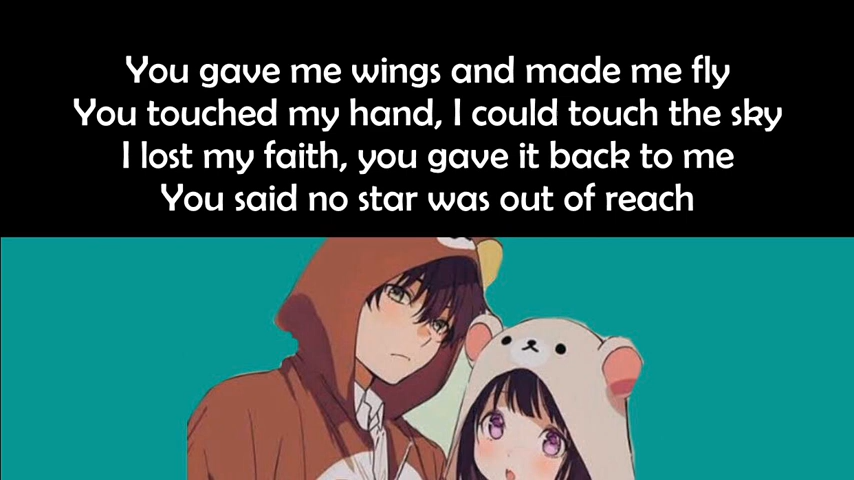 You gave me wings and made me fly
You touched my hand, I could touch the sky
I lost my faith, you gave it back to me
You said no star was out of reach